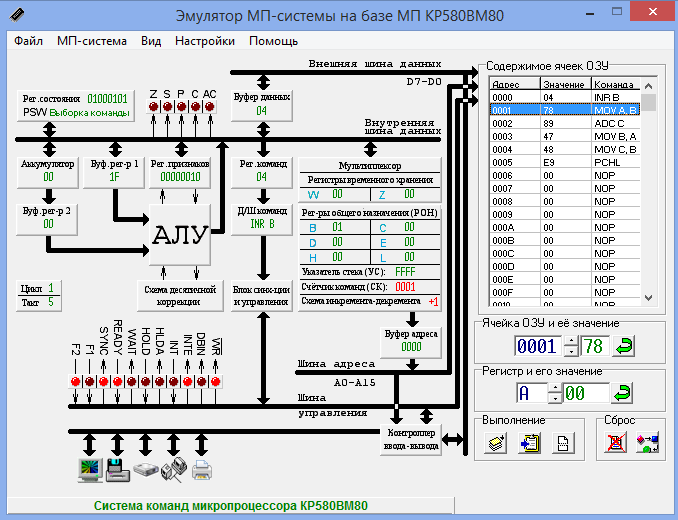 Эмулятор МП-системы на базе МП КР580ВМ80
Файл МП-система Вид Настройки Помощь
Внешняя шина данных
D7-D0
Рег.состояния 01000101
PSW Выборка команды
Z S P C AC
Буфер данных
04
Внутренняя
шина данных
Аккумулятор
00
Буф.рег-р 1
1F
Рег.признаков
00000010
Рег.команд
04
Мультиплексор
Регистры временного хранения
W 00 Z 00
Буф.рег-р 2
00
АЛУ
Д/Ш команд
INR B
Рег-ры общего назначения (РОН)
B 01 C 00
D 00 E 00
H 00 L 00
Указатель стека (УС): FFFF
Счётчик команд (СК): 0001
Схема инкремента-декремента +1
Цикл 1
Такт 5
Схема десятичной
коррекции
Блок синх-ции
и управления
Буфер адреса
0000
F2 F1 SYNC READY WAIT HOLD HLDA INT INTE DBIN WR
Шина адреса
A0-A15
Шина
управления
Контроллер
ввода-вывода
Содержимое ячеек ОЗУ
Адрес Значение Команда
0000 04 INR B
0001 78 MOV A, B
0002 89 ADC C
0003 47 MOV B, A
0004 48 MOV C, B
0005 E9 PCHL
0006 00 NOP
0007 00 NOP
0008 00 NOP
0009 00 NOP
000A 00 NOP
000B 00 NOP
000C 00 NOP
000D 00 NOP
000E 00 NOP
000F 00 NOP
0010 00 NOP
Ячейка ОЗУ и её значение
0001 78
Регистр и его значение
A 00
Выполнение
Сброс
Система команд микропроцессора КР580ВМ80